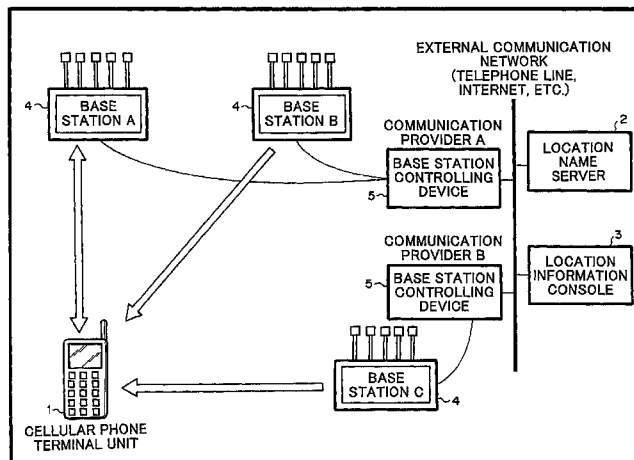 EXTERNAL COMMUNICATION
NETWORK
(TELEPHONE LINE,
INTERNET, ETC.)
4
BASE
STATION A
4
BASE
STATION B
COMMUNICATION
PROVIDER A
BASE STATION
CONTROLLING
DEVICE
5
2
LOCATION
NAME
SERVER
COMMUNICATION
PROVIDER B
BASE STATION
CONTROLLING
DEVICE
5
3
LOCATION
INFORMATION
CONSOLE
BASE
STATION C
4
1
CELLULAR PHONE
TERMINAL UNIT